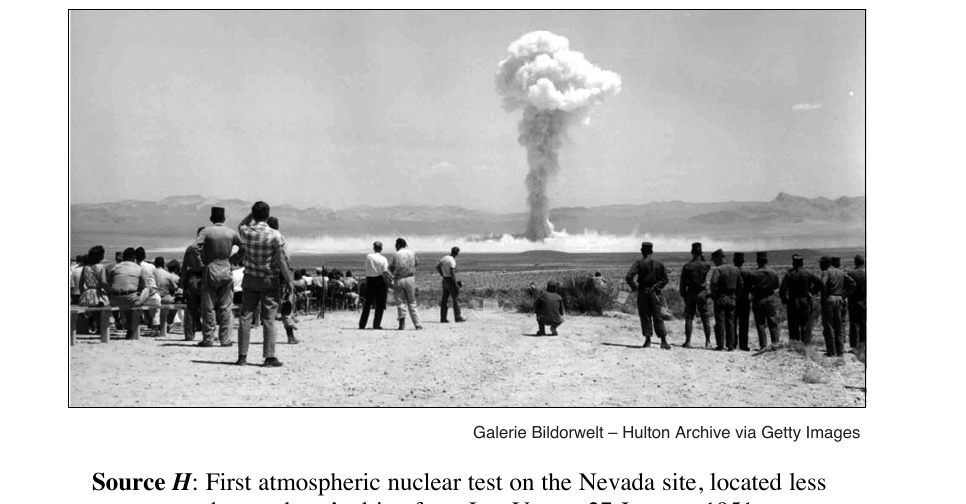 Galerie Bildorwelt – Hulton Archive via Getty Images
Source H: First atmospheric nuclear test on the Nevada site, located less